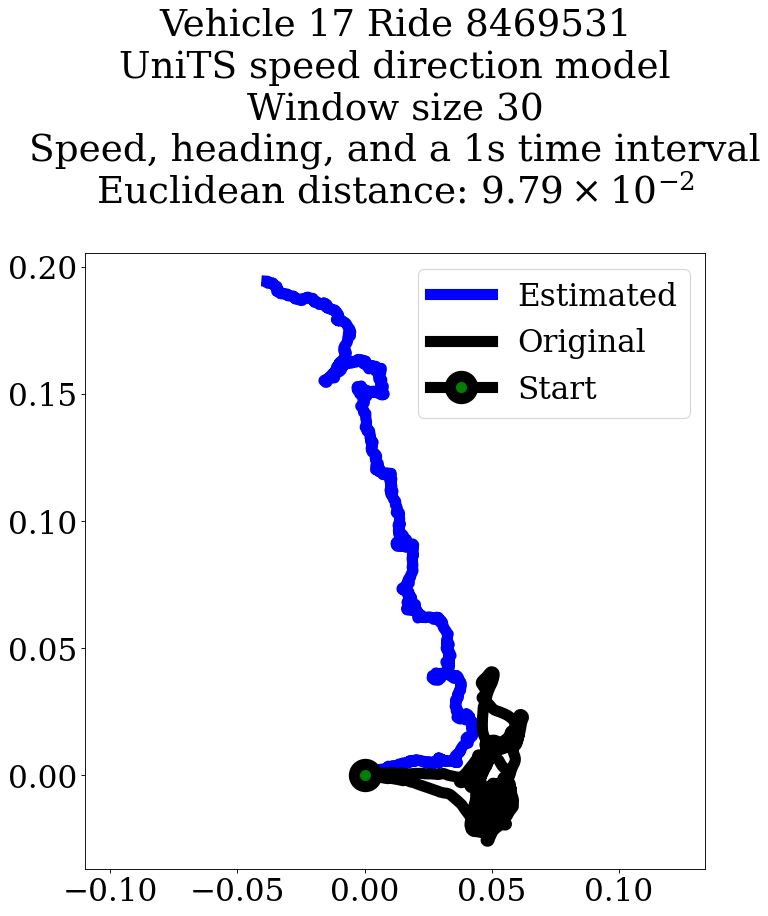 Vehicle 17 Ride 8469531
UniTS speed direction model
Window size 30
Speed, heading, and a 1s time interval
Euclidean distance: 9.79 × 10⁻²
0.20
0.15
0.10
0.05
0.00
Estimated
Original
Start
−0.10 −0.05 0.00 0.05 0.10